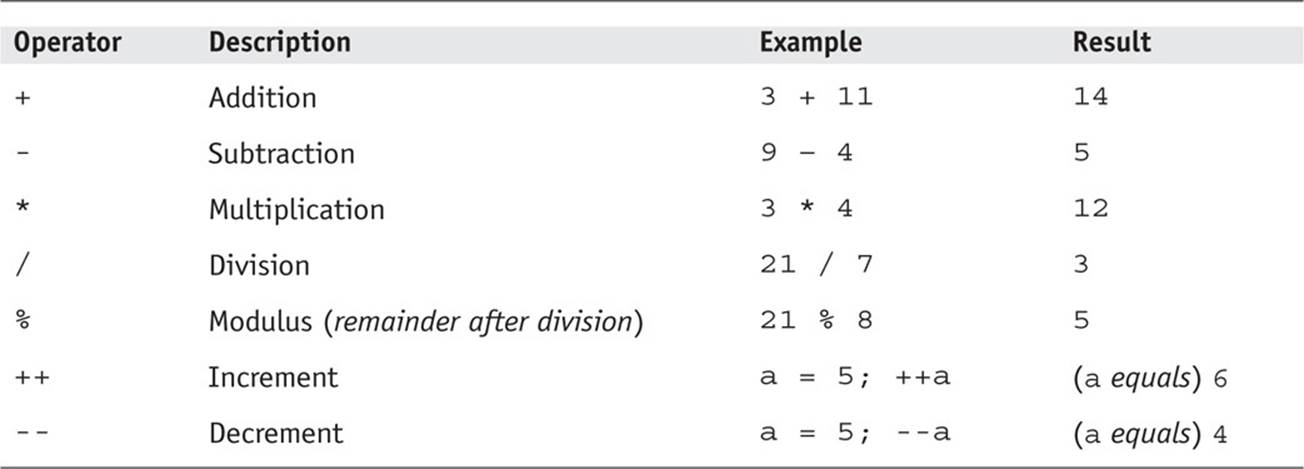 Operator Description Example Result
+ Addition 3 + 11 14
- Subtraction 9 – 4 5
* Multiplication 3 * 4 12
/ Division 21 / 7 3
% Modulus (remainder after division) 21 % 8 5
++ Increment a = 5; ++a (a equals) 6
-- Decrement a = 5; --a (a equals) 4